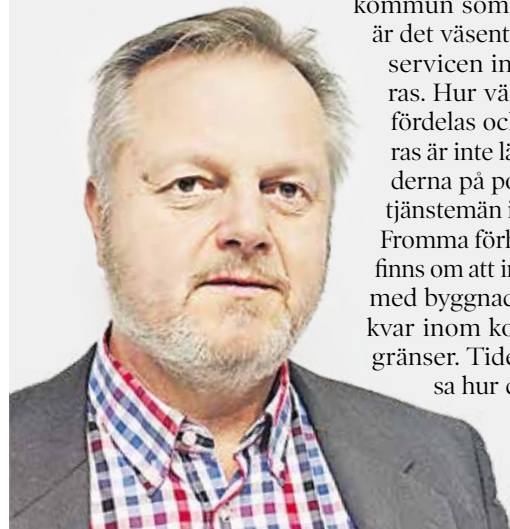 kommun som
är det väsent
servicen in
ras. Hur vä
fördelas och
ras är inte lä
derna på po
tjänstemän i
Fromma förh
finns om att in
med byggnad
kvar inom ko
gränser. Tide
sa hur d